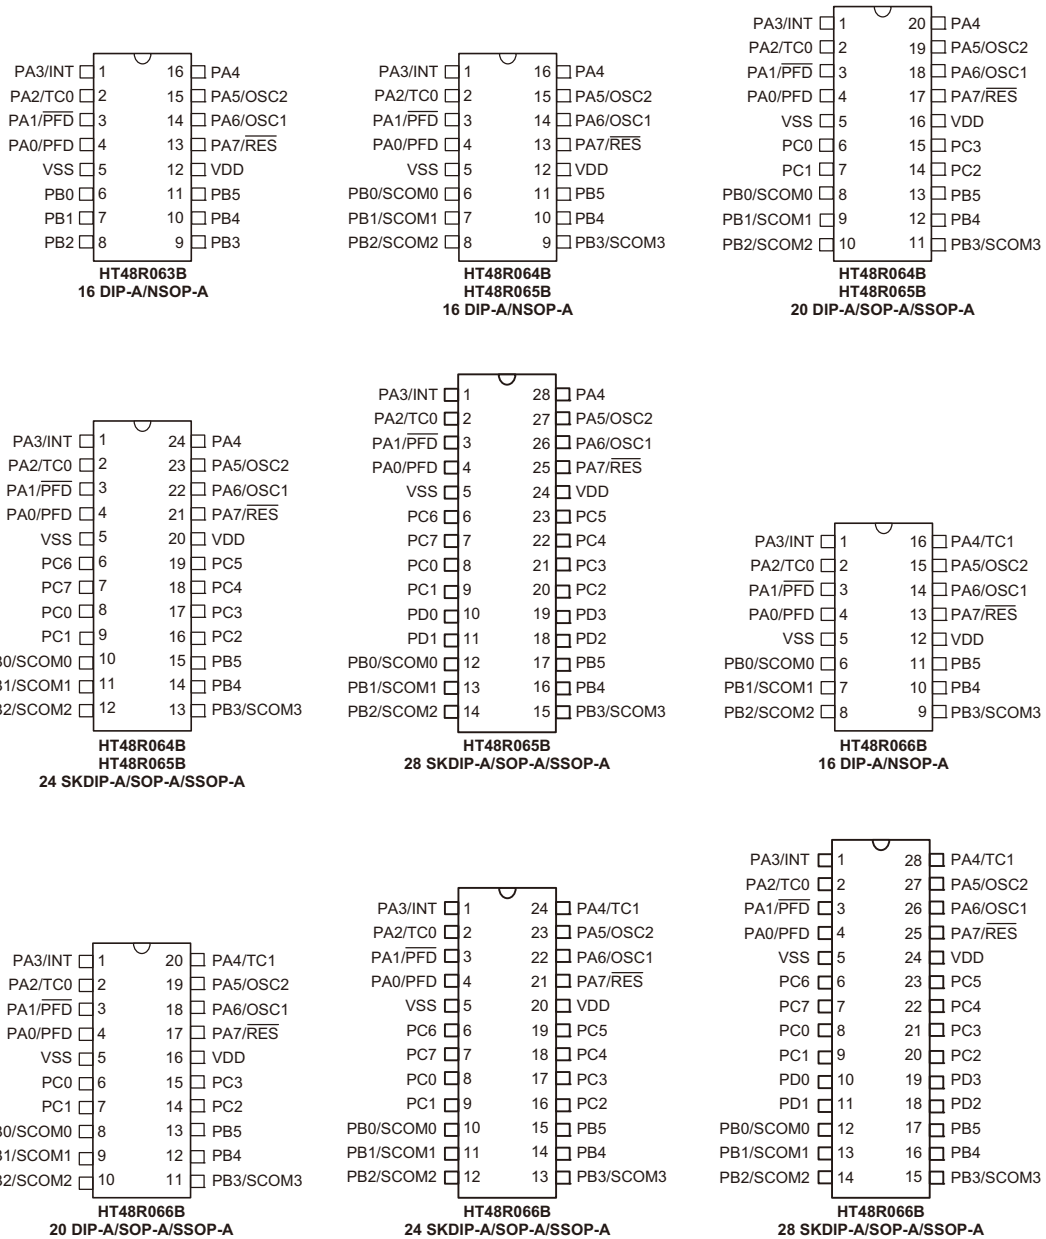 PA3/INT 1 16 PA4
PA2/TC0 2 15 PA5/OSC2
PA1/PFD 3 14 PA6/OSC1
PA0/PFD 4 13 PA7/RES
VSS 5 12 VDD
PB0 6 11 PB5
PB1 7 10 PB4
PB2 8 9 PB3
HT48R063B
16 DIP-A/NSOP-A
PA3/INT 1 16 PA4
PA2/TC0 2 15 PA5/OSC2
PA1/PFD 3 14 PA6/OSC1
PA0/PFD 4 13 PA7/RES
VSS 5 12 VDD
PB0/SCOM0 6 11 PB5
PB1/SCOM1 7 10 PB4
PB2/SCOM2 8 9 PB3/SCOM3
HT48R064B
HT48R065B
16 DIP-A/NSOP-A
PA3/INT 1 20 PA4
PA2/TC0 2 19 PA5/OSC2
PA1/PFD 3 18 PA6/OSC1
PA0/PFD 4 17 PA7/RES
VSS 5 16 VDD
PC0 6 15 PC3
PC1 7 14 PC2
PB0/SCOM0 8 13 PB5
PB1/SCOM1 9 12 PB4
PB2/SCOM2 10 11 PB3/SCOM3
HT48R064B
HT48R065B
20 DIP-A/SOP-A/SSOP-A
PA3/INT 1 24 PA4
PA2/TC0 2 23 PA5/OSC2
PA1/PFD 3 22 PA6/OSC1
PA0/PFD 4 21 PA7/RES
VSS 5 20 VDD
PC6 6 19 PC5
PC7 7 18 PC4
PC0 8 17 PC3
PC1 9 16 PC2
0/SCOM0 10 15 PB5
1/SCOM1 11 14 PB4
2/SCOM2 12 13 PB3/SCOM3
HT48R064B
HT48R065B
24 SKDIP-A/SOP-A/SSOP-A
PA3/INT 1 28 PA4
PA2/TC0 2 27 PA5/OSC2
PA1/PFD 3 26 PA6/OSC1
PA0/PFD 4 25 PA7/RES
VSS 5 24 VDD
PC6 6 23 PC5
PC7 7 22 PC4
PC0 8 21 PC3
PC1 9 20 PC2
PD0 10 19 PD3
PD1 11 18 PD2
PB0/SCOM0 12 17 PB5
PB1/SCOM1 13 16 PB4
PB2/SCOM2 14 15 PB3/SCOM3
HT48R065B
28 SKDIP-A/SOP-A/SSOP-A
PA3/INT 1 16 PA4/TC1
PA2/TC0 2 15 PA5/OSC2
PA1/PFD 3 14 PA6/OSC1
PA0/PFD 4 13 PA7/RES
VSS 5 12 VDD
PB0/SCOM0 6 11 PB5
PB1/SCOM1 7 10 PB4
PB2/SCOM2 8 9 PB3/SCOM3
HT48R066B
16 DIP-A/NSOP-A
PA3/INT 1 20 PA4/TC1
PA2/TC0 2 19 PA5/OSC2
PA1/PFD 3 18 PA6/OSC1
PA0/PFD 4 17 PA7/RES
VSS 5 16 VDD
PC0 6 15 PC3
PC1 7 14 PC2
0/SCOM0 8 13 PB5
1/SCOM1 9 12 PB4
2/SCOM2 10 11 PB3/SCOM3
HT48R066B
20 DIP-A/SOP-A/SSOP-A
PA3/INT 1 24 PA4/TC1
PA2/TC0 2 23 PA5/OSC2
PA1/PFD 3 22 PA6/OSC1
PA0/PFD 4 21 PA7/RES
VSS 5 20 VDD
PC6 6 19 PC5
PC7 7 18 PC4
PC0 8 17 PC3
PC1 9 16 PC2
PB0/SCOM0 10 15 PB5
PB1/SCOM1 11 14 PB4
PB2/SCOM2 12 13 PB3/SCOM3
HT48R066B
24 SKDIP-A/SOP-A/SSOP-A
PA3/INT 1 28 PA4/TC1
PA2/TC0 2 27 PA5/OSC2
PA1/PFD 3 26 PA6/OSC1
PA0/PFD 4 25 PA7/RES
VSS 5 24 VDD
PC6 6 23 PC5
PC7 7 22 PC4
PC0 8 21 PC3
PC1 9 20 PC2
PD0 10 19 PD3
PD1 11 18 PD2
PB0/SCOM0 12 17 PB5
PB1/SCOM1 13 16 PB4
PB2/SCOM2 14 15 PB3/SCOM3
HT48R066B
28 SKDIP-A/SOP-A/SSOP-A